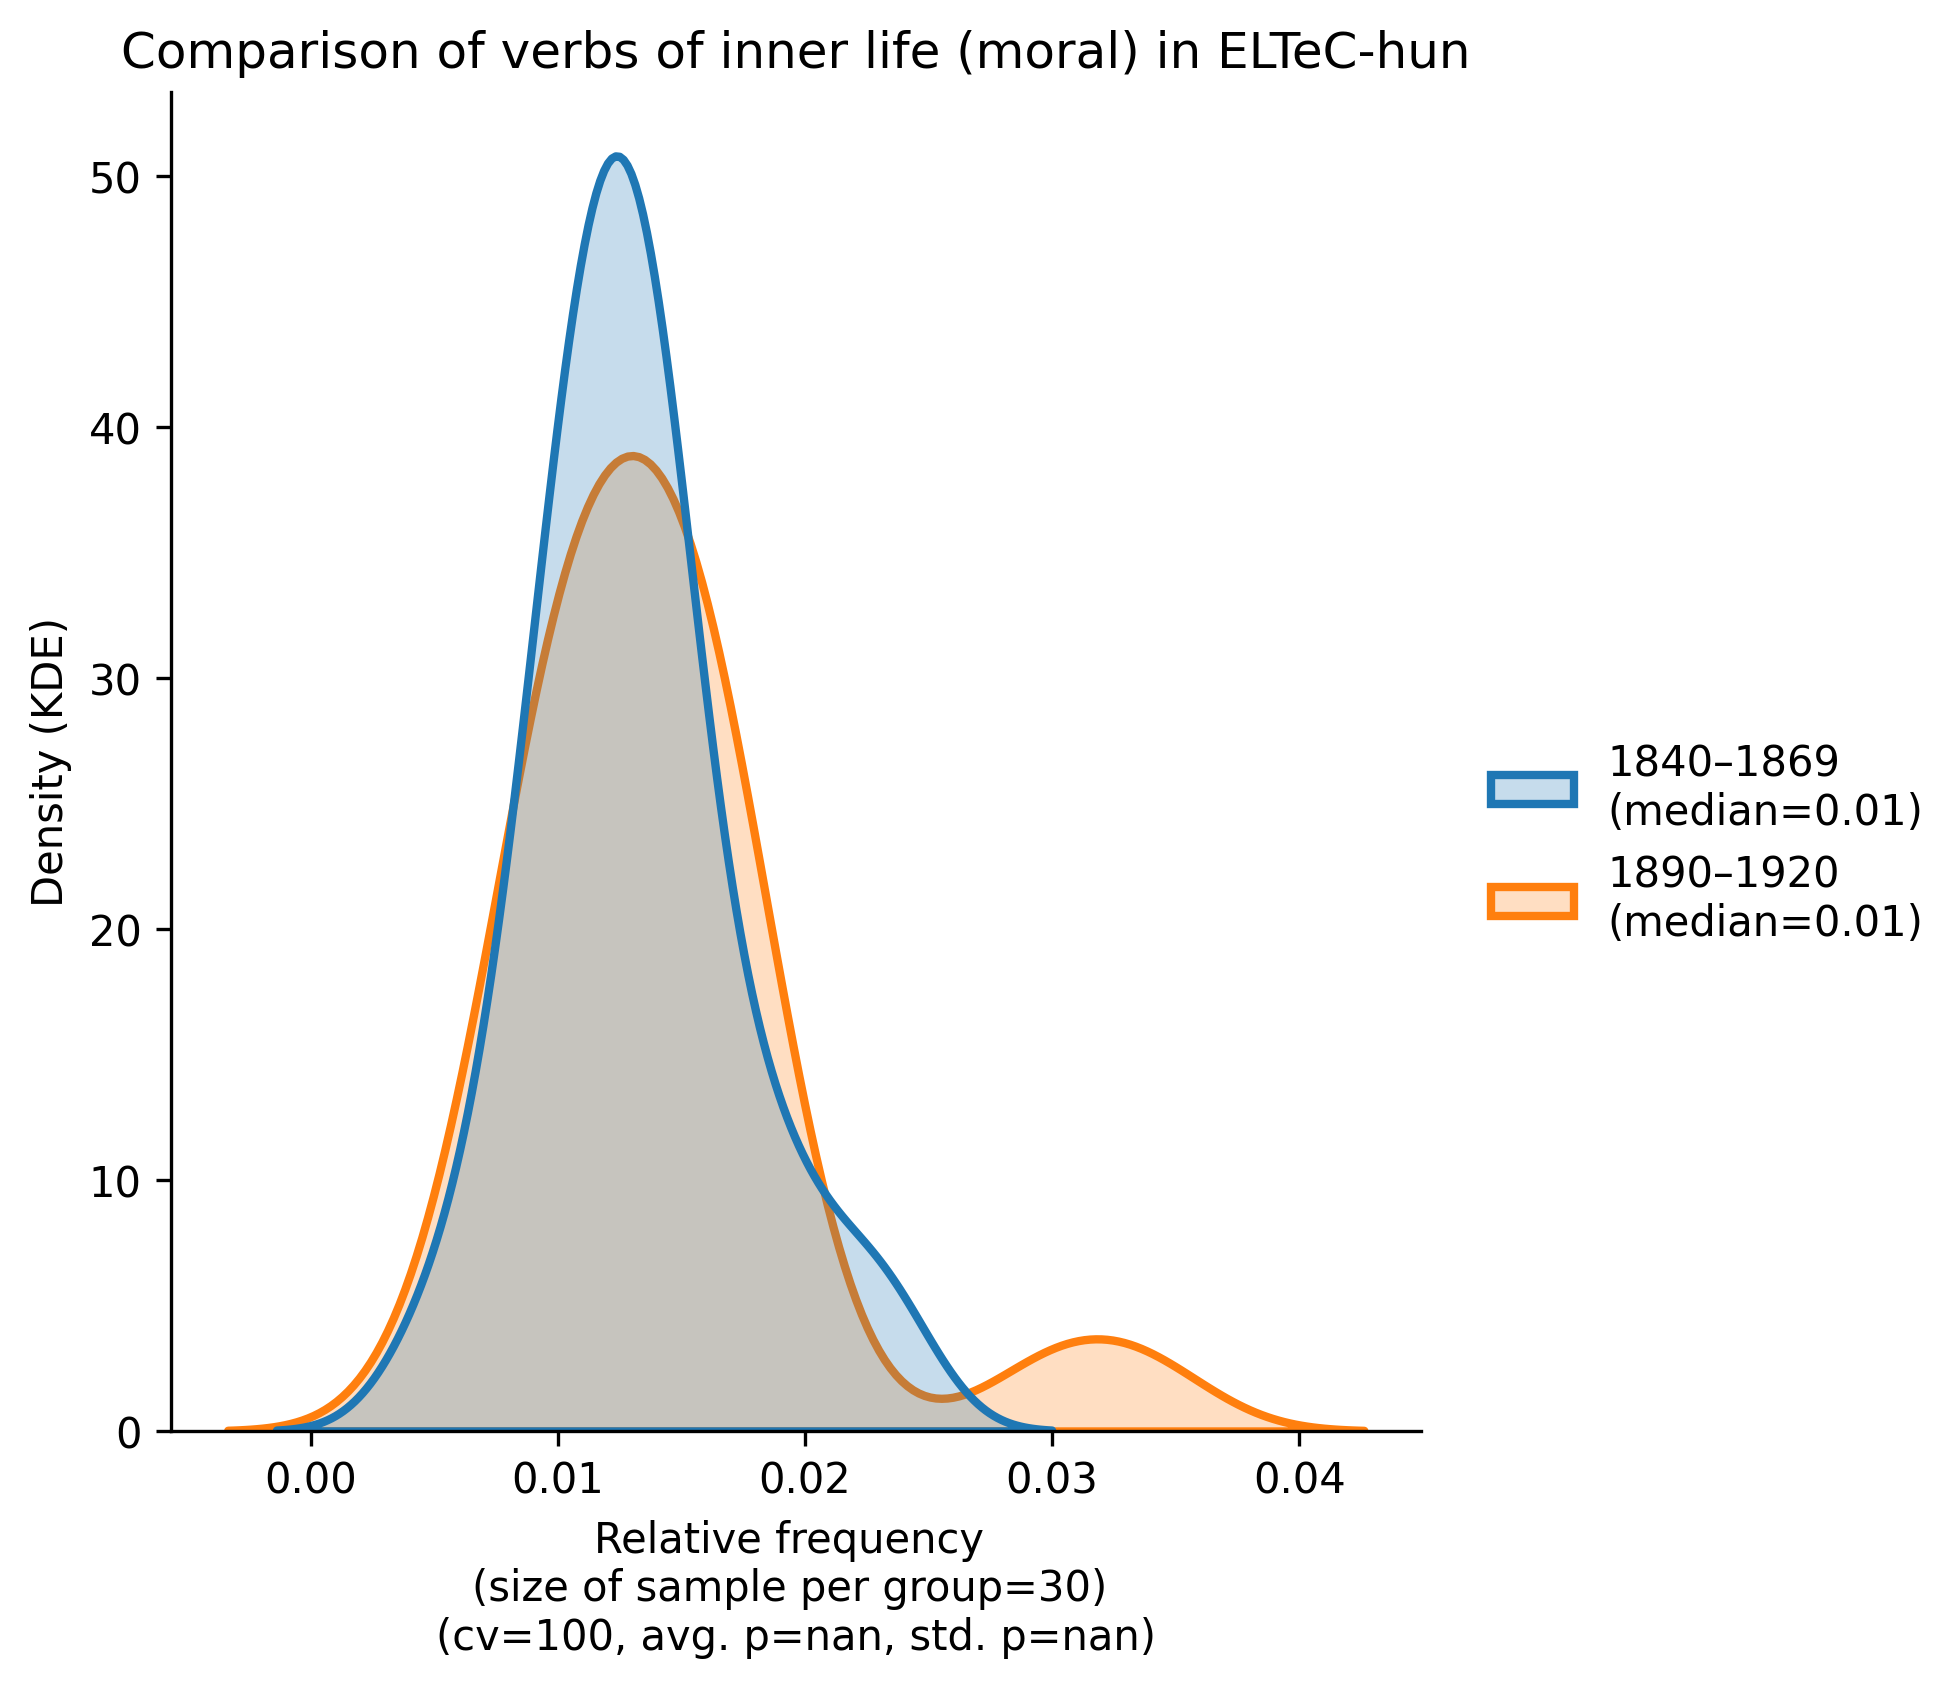 Comparison of verbs of inner life (moral) in ELTeC-hun
Density (KDE)
50
40
30
20
10
0
0.00 0.01 0.02 0.03 0.04
Relative frequency
(size of sample per group=30)
(cv=100, avg. p=nan, std. p=nan)
1840–1869
(median=0.01)
1890–1920
(median=0.01)